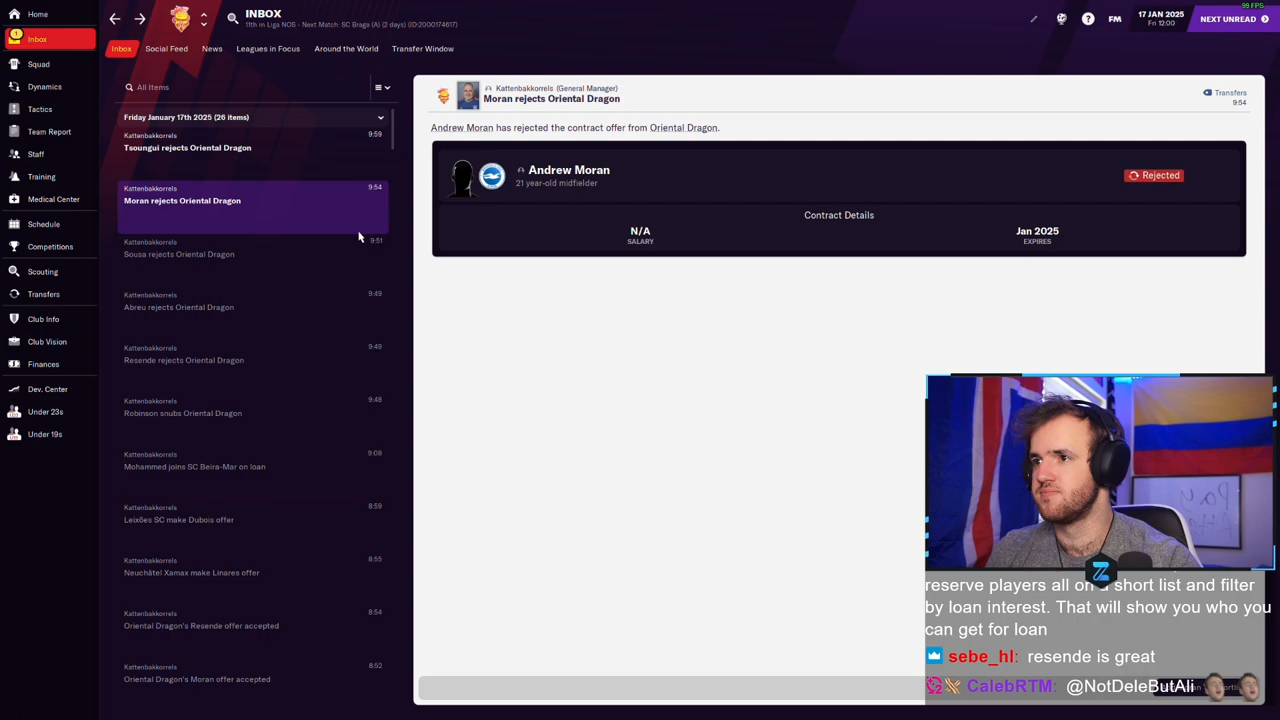 Home
Inbox
1
Squad
Dynamics
Tactics
Team Report
Staff
Training
Medical Center
Schedule
Competitions
Scouting
Transfers
Club Info
Club Vision
Finances
Dev. Center
Under 23s
Under 19s
INBOX
11th in Liga NOS - Next Match: SC Braga (A) (2 days) (ID:2000174617)
FM
17 JAN 2025
Fri 12:00
99 FPS
NEXT UNREAD
Inbox
Social Feed
News
Leagues in Focus
Around the World
Transfer Window
All Items
Friday January 17th 2025 (26 items)
Kattenbakkorrels 9:59
Tsoungui rejects Oriental Dragon
Kattenbakkorrels 9:54
Moran rejects Oriental Dragon
Kattenbakkorrels 9:51
Sousa rejects Oriental Dragon
Kattenbakkorrels 9:49
Abreu rejects Oriental Dragon
Kattenbakkorrels 9:49
Resende rejects Oriental Dragon
Kattenbakkorrels 9:48
Robinson snubs Oriental Dragon
Kattenbakkorrels 9:08
Mohammed joins SC Beira-Mar on loan
Kattenbakkorrels 8:59
Leixões SC make Dubois offer
Kattenbakkorrels 8:55
Neuchâtel Xamax make Linares offer
Kattenbakkorrels 8:54
Oriental Dragon's Resende offer accepted
Kattenbakkorrels 8:52
Oriental Dragon's Moran offer accepted
Kattenbakkorrels (General Manager)
Moran rejects Oriental Dragon
Transfers
9:54
Andrew Moran has rejected the contract offer from Oriental Dragon.
Andrew Moran
21 year-old midfielder
Rejected
Contract Details
N/A
SALARY
Jan 2025
EXPIRES
reserve players all on a short list and filter
by loan interest. That will show you who you
can get for loan
sebe_hl: resende is great
CalebRTM: @NotDeleButAli